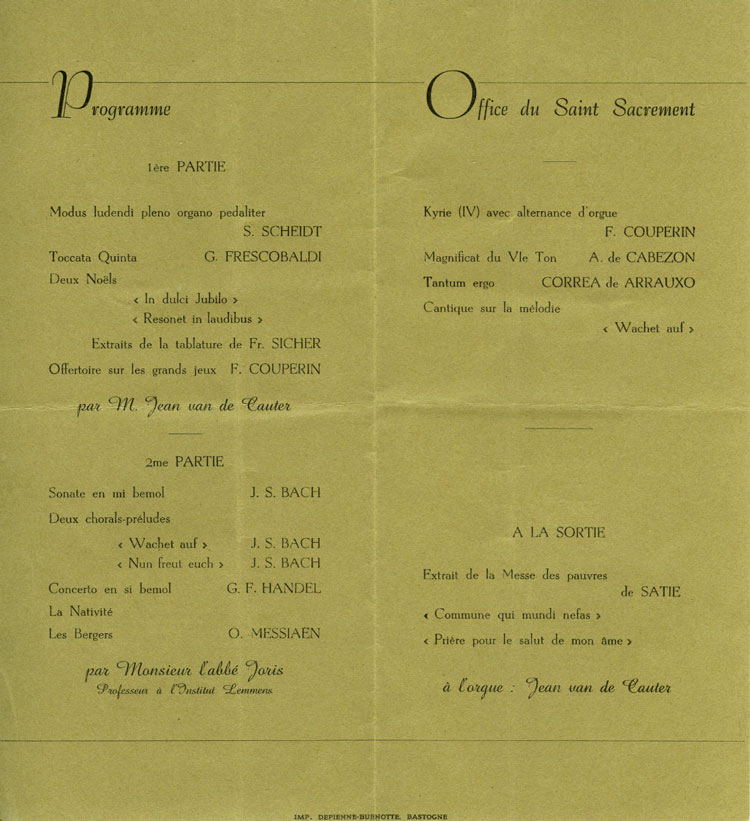 Programme
1ère PARTIE
Modus ludendi pleno organo pedaliter
S. SCHEIDT
Toccata Quinta G. FRESCOBALDI
Deux Noëls
« In dulci Jubilo »
« Resonet in laudibus »
Extraits de la tablature de Fr. SICHER
Offertoire sur les grands jeux F. COUPERIN
par M. Jean van de Cauter
2me PARTIE
Sonate en mi bemol J. S. BACH
Deux chorals-préludes
« Wachet auf » J. S. BACH
« Nun freut euch » J. S. BACH
Concerto en si bemol G. F. HANDEL
La Nativité
Les Bergers O. MESSIAEN
par Monsieur l'abbé Joris
Professeur à l'Institut Lemmens
Office du Saint Sacrement
Kyrie (IV) avec alternance d'orgue
F. COUPERIN
Magnificat du VIe Ton A. de CABEZON
Tantum ergo CORREA de ARRAUXO
Cantique sur la mélodie
« Wachet auf »
A LA SORTIE
Extrait de la Messe des pauvres
de SATIE
« Commune qui mundi nefas »
« Prière pour le salut de mon âme »
à l'orgue : Jean van de Cauter
IMP. DEPIENNE-BURNOTTE, BASTOGNE